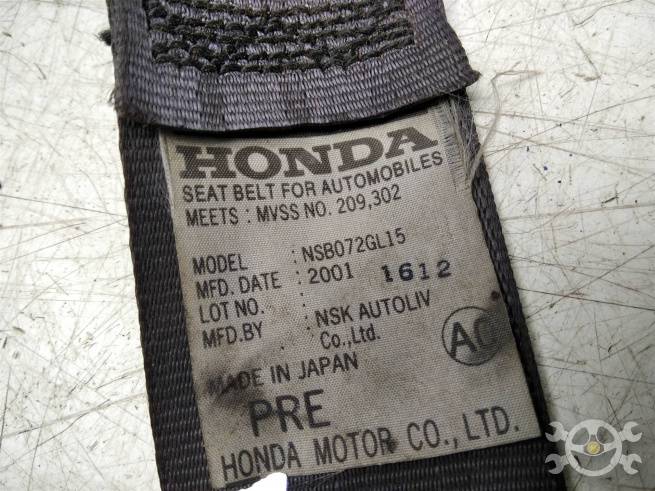 HONDA
SEAT BELT FOR AUTOMOBILES
MEETS : MVSS NO. 209,302
MODEL : NSB072GL15
MFD. DATE : 2001 1612
LOT NO. :
MFD.BY : NSK AUTOLIV
Co.,Ltd.
MADE IN JAPAN
PRE
HONDA MOTOR CO., LTD.